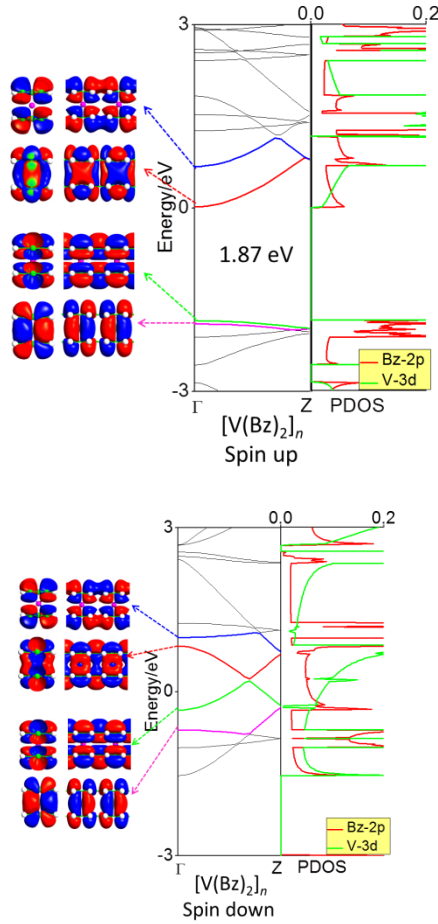 3
0.0
0.2
Energy/eV
0
1.87 eV
Bz-2p
V-3d
-3
Γ
Z
PDOS
[V(Bz)2]n
Spin up
0.0
0.2
3
Energy/eV
0
Bz-2p
V-3d
-3
Γ
Z
PDOS
[V(Bz)2]n
Spin down